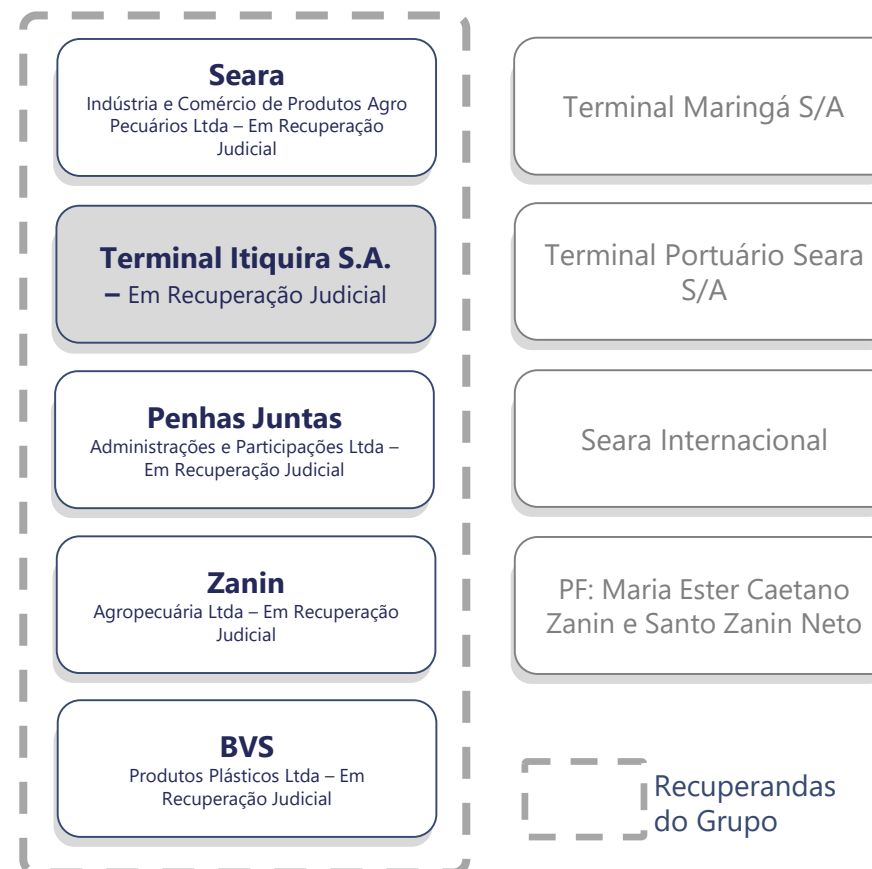 Seara
Indústria e Comércio de Produtos Agro
Pecuários Ltda – Em Recuperação
Judicial
Terminal Itiquira S.A.
– Em Recuperação Judicial
Penhas Juntas
Administrações e Participações Ltda –
Em Recuperação Judicial
Zanin
Agropecuária Ltda – Em Recuperação
Judicial
BVS
Produtos Plásticos Ltda – Em
Recuperação Judicial
Terminal Maringá S/A
Terminal Portuário Seara
S/A
Seara Internacional
PF: Maria Ester Caetano
Zanin e Santo Zanin Neto
Recuperandas
do Grupo